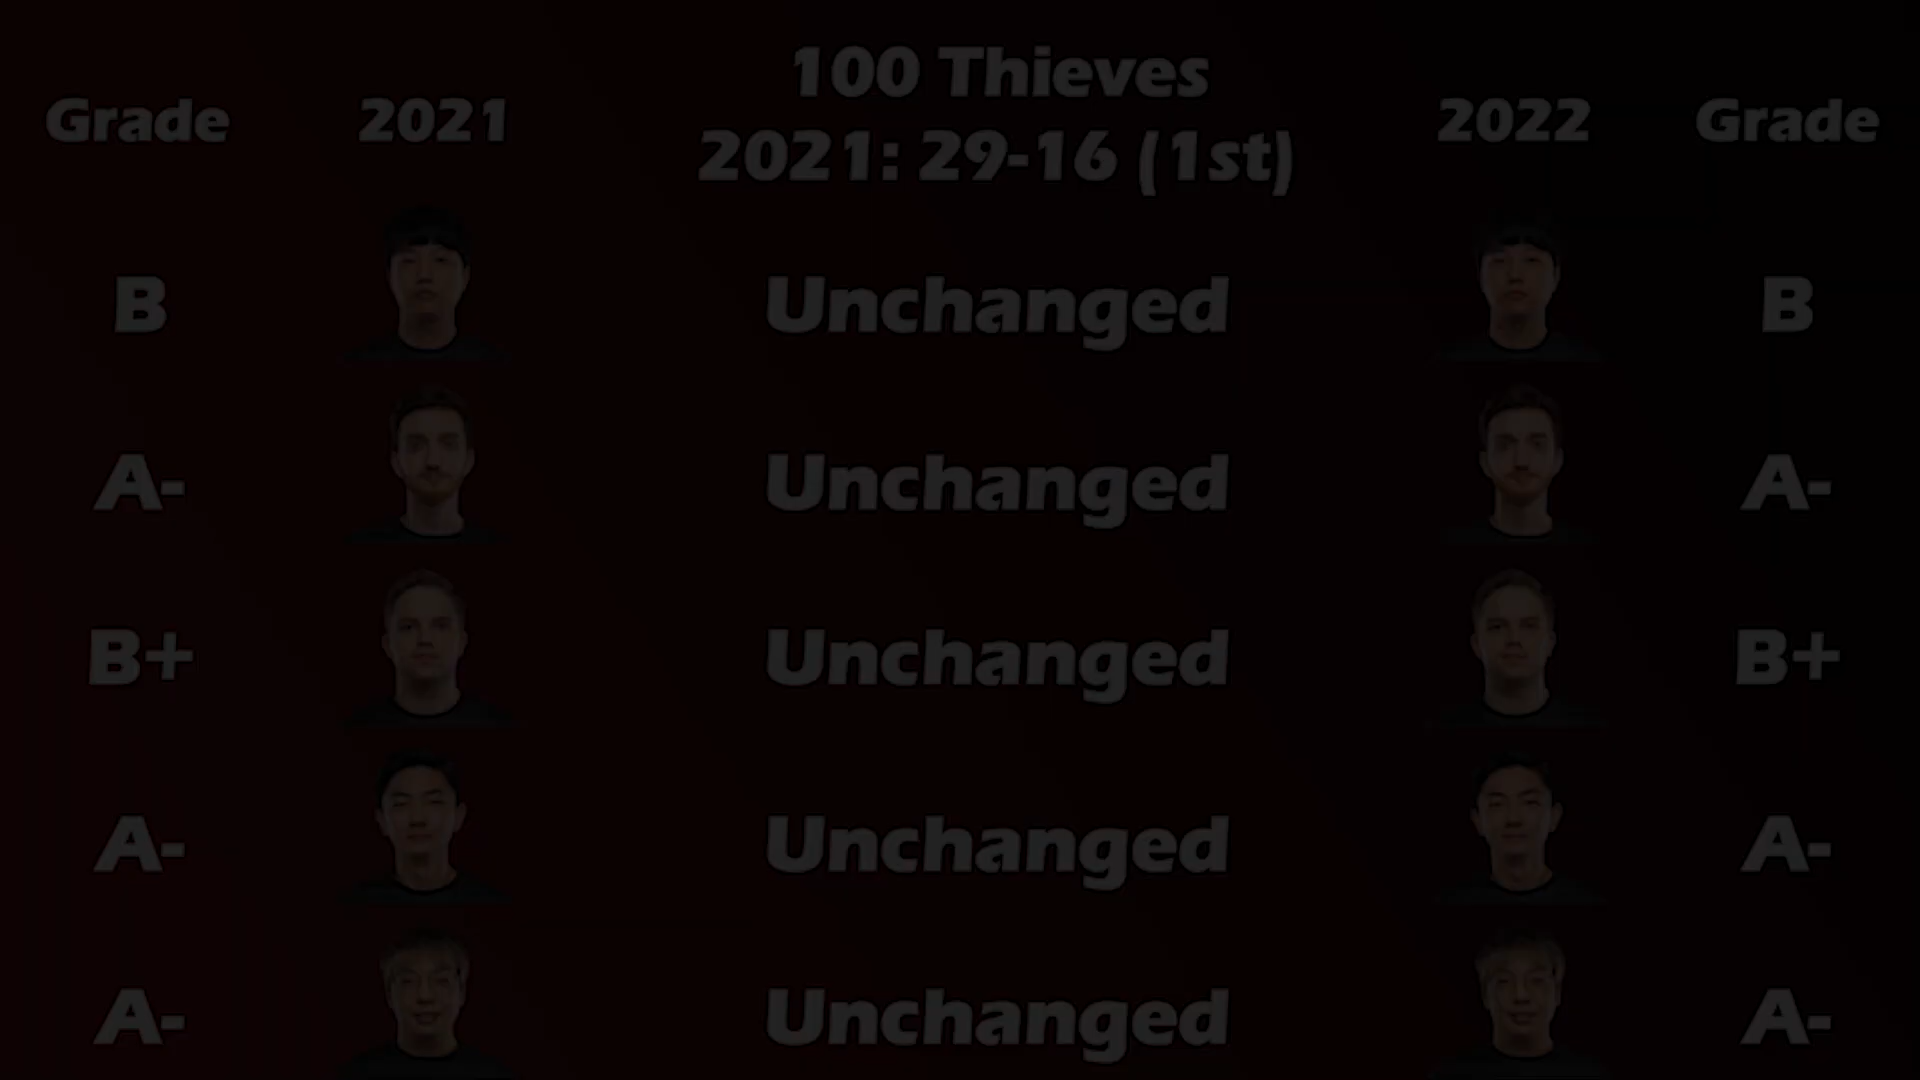 100 Thieves
Grade 2021 2021: 29-16 (1st) 2022 Grade
B Unchanged B
A- Unchanged A-
B+ Unchanged B+
A- Unchanged A-
A- Unchanged A-